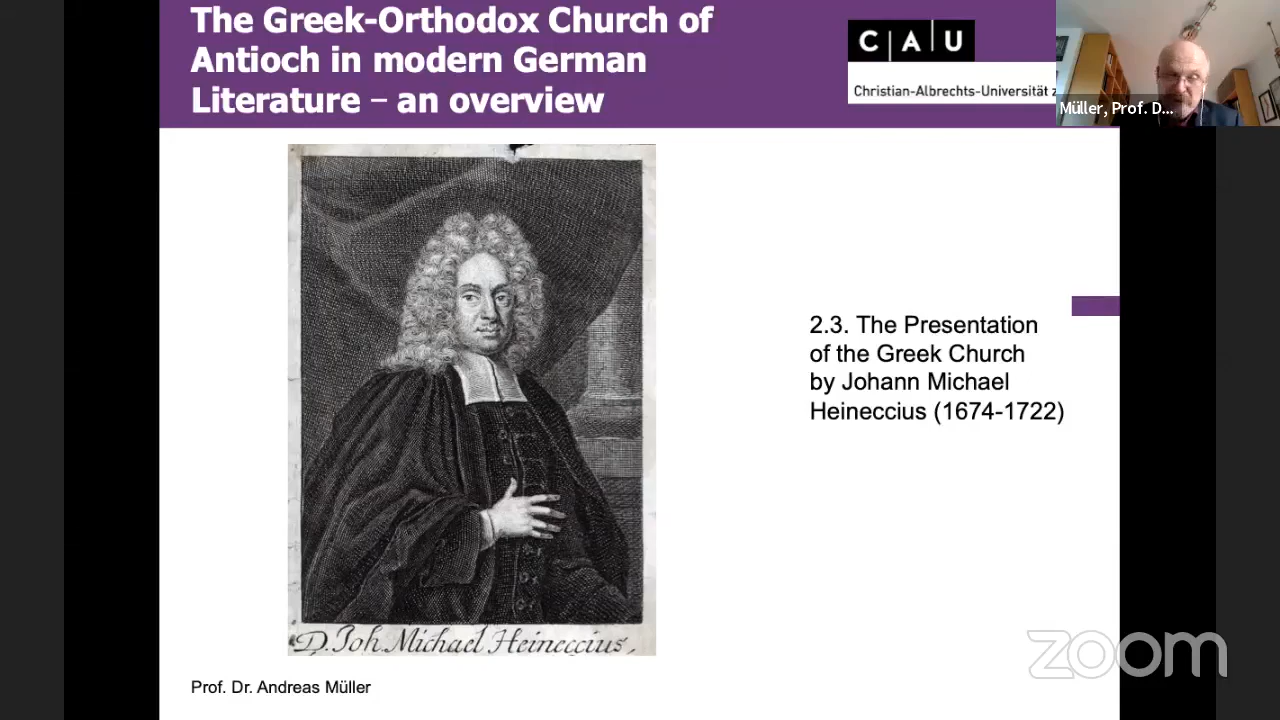 The Greek-Orthodox Church of
Antioch in modern German
Literature – an overview
CAU
Christian-Albrechts-Universität z
Müller, Prof. D...
2.3. The Presentation
of the Greek Church
by Johann Michael
Heineccius (1674-1722)
D. Joh. Michael Heineccius,
Prof. Dr. Andreas Müller
zoom